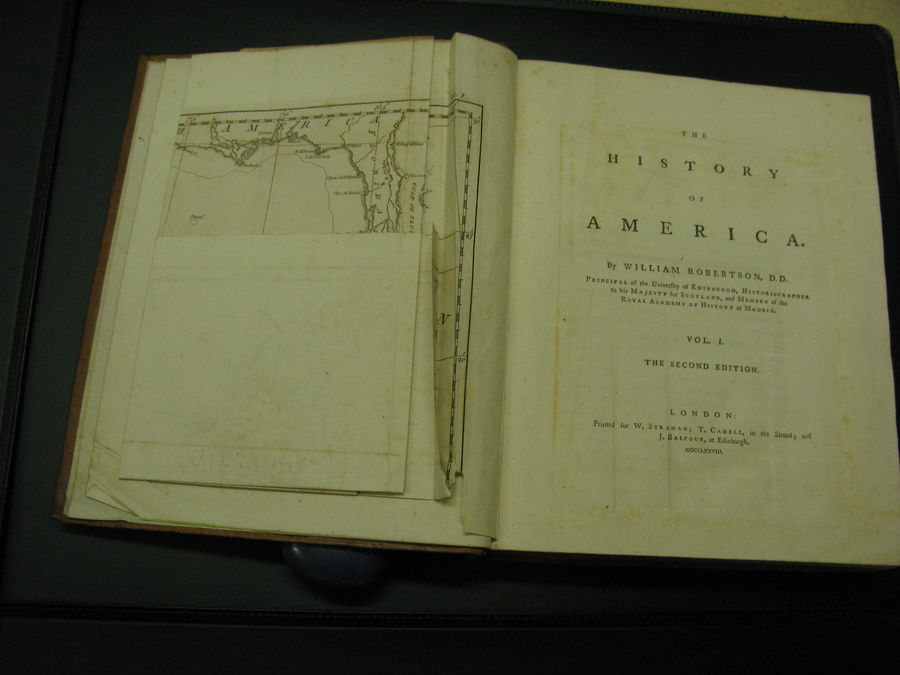 AMERICA
FLORIDA
N
THE
HISTORY
OF
AMERICA.
By WILLIAM ROBERTSON, D.D.
PRINCIPAL of the University of EDINBURGH, HISTORIOGRAPHER
to his MAJESTY for SCOTLAND, and MEMBER of the
ROYAL ACADEMY OF HISTORY at MADRID.
VOL. I.
THE SECOND EDITION.
LONDON:
Printed for W. STRAHAN; T. CADELL, in the Strand; and
J. BALFOUR, at Edinburgh.
MDCCLXXVIII.